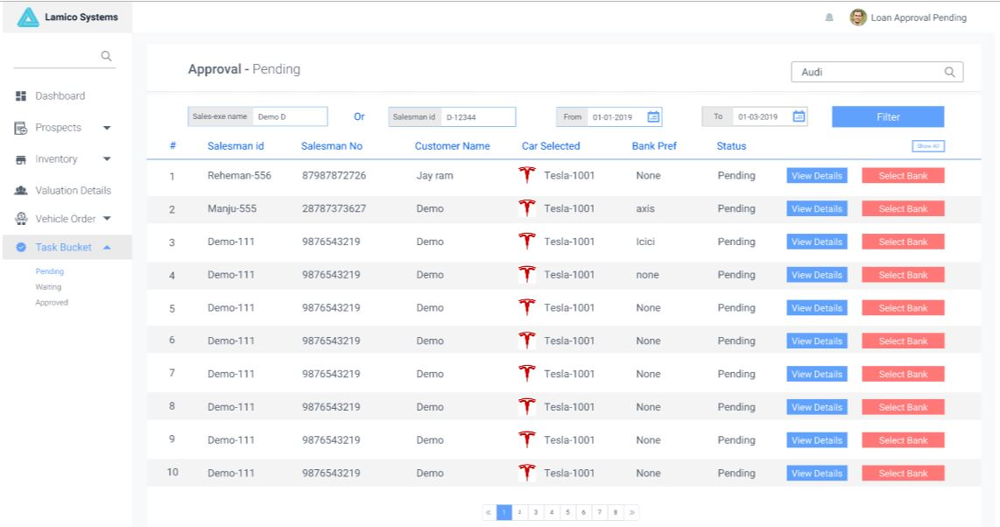 Lamico Systems
Loan Approval Pending
Dashboard
Prospects
Inventory
Valuation Details
Vehicle Order
Task Bucket
Pending
Waiting
Approved
Approval - Pending
Audi
Sales-exe name Demo D Or Salesman id D-12344 From 01-01-2019 To 01-03-2019 Filter
# Salesman id Salesman No Customer Name Car Selected Bank Pref Status Show All
1 Reheman-556 87987872726 Jay ram Tesla-1001 None Pending View Details Select Bank
2 Manju-555 28787373627 Demo Tesla-1001 axis Pending View Details Select Bank
3 Demo-111 9876543219 Demo Tesla-1001 Icici Pending View Details Select Bank
4 Demo-111 9876543219 Demo Tesla-1001 none Pending View Details Select Bank
5 Demo-111 9876543219 Demo Tesla-1001 None Pending View Details Select Bank
6 Demo-111 9876543219 Demo Tesla-1001 None Pending View Details Select Bank
7 Demo-111 9876543219 Demo Tesla-1001 None Pending View Details Select Bank
8 Demo-111 9876543219 Demo Tesla-1001 None Pending View Details Select Bank
9 Demo-111 9876543219 Demo Tesla-1001 None Pending View Details Select Bank
10 Demo-111 9876543219 Demo Tesla-1001 None Pending View Details Select Bank
« 1 2 3 4 5 6 7 8 »